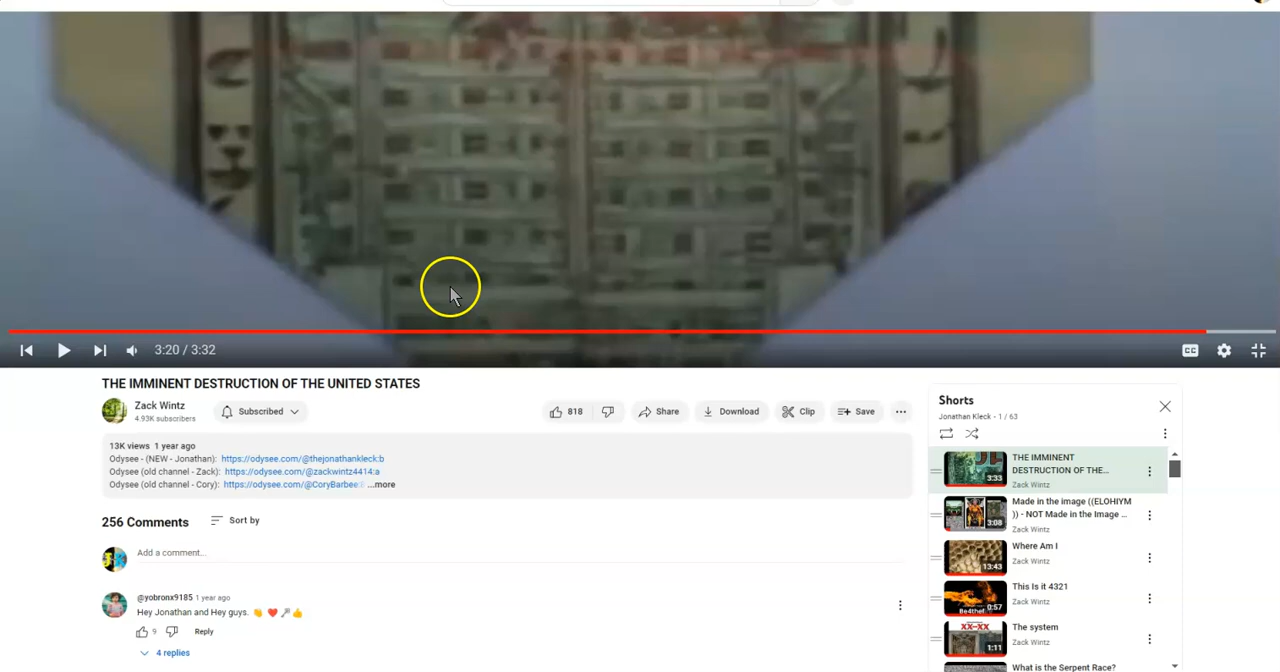 3:20 / 3:32
CC
THE IMMINENT DESTRUCTION OF THE UNITED STATES
Zack Wintz
4.93K subscribers
Subscribed
818
Share
Download
Clip
Save
13K views 1 year ago
Odysee - (NEW - Jonathan): https://odysee.com/@thejonathankleck:b
Odysee (old channel - Zack): https://odysee.com/@zackwintz4414:a
Odysee (old channel - Cory): https://odysee.com/@CoryBarbee ...more
256 Comments
Sort by
Add a comment...
@yobronx9185 1 year ago
Hey Jonathan and Hey guys. 👏 ❤️ 🎤 👍
9
Reply
4 replies
Shorts
Jonathan Kleck - 1 / 63
3:33
THE IMMINENT
DESTRUCTION OF THE...
Zack Wintz
3:08
Made in the image ((ELOHIYM
)) - NOT Made in the Image ...
Zack Wintz
13:43
Where Am I
Zack Wintz
Be4thef
0:57
This Is it 4321
Zack Wintz
XX-XX
1:11
The system
Zack Wintz
What is the Serpent Race?